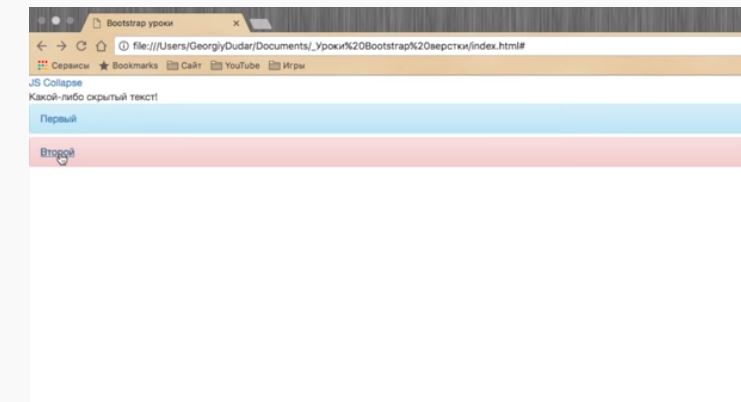 Bootstrap уроки
file:///Users/GeorgiyDudar/Documents/_Уроки%20Bootstrap%20верстки/index.html#
Сервисы Bookmarks Сайт YouTube Игры
JS Collapse
Какой-либо скрытый текст!
Первый
Второй